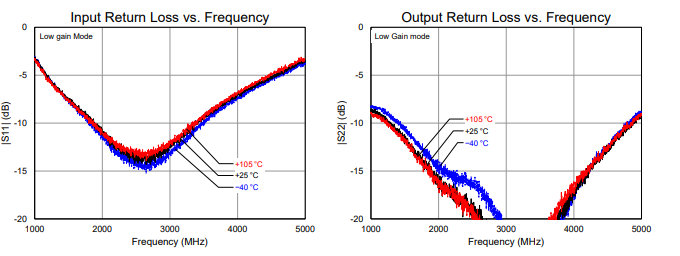 Input Return Loss vs. Frequency
Low gain Mode
0
-5
-10
-15
-20
|S11| (dB)
+105 °C
+25 °C
−40 °C
1000 2000 3000 4000 5000
Frequency (MHz)
Output Return Loss vs. Frequency
Low Gain mode
0
-5
-10
-15
-20
|S22| (dB)
+105 °C
+25 °C
−40 °C
1000 2000 3000 4000 5000
Frequency (MHz)